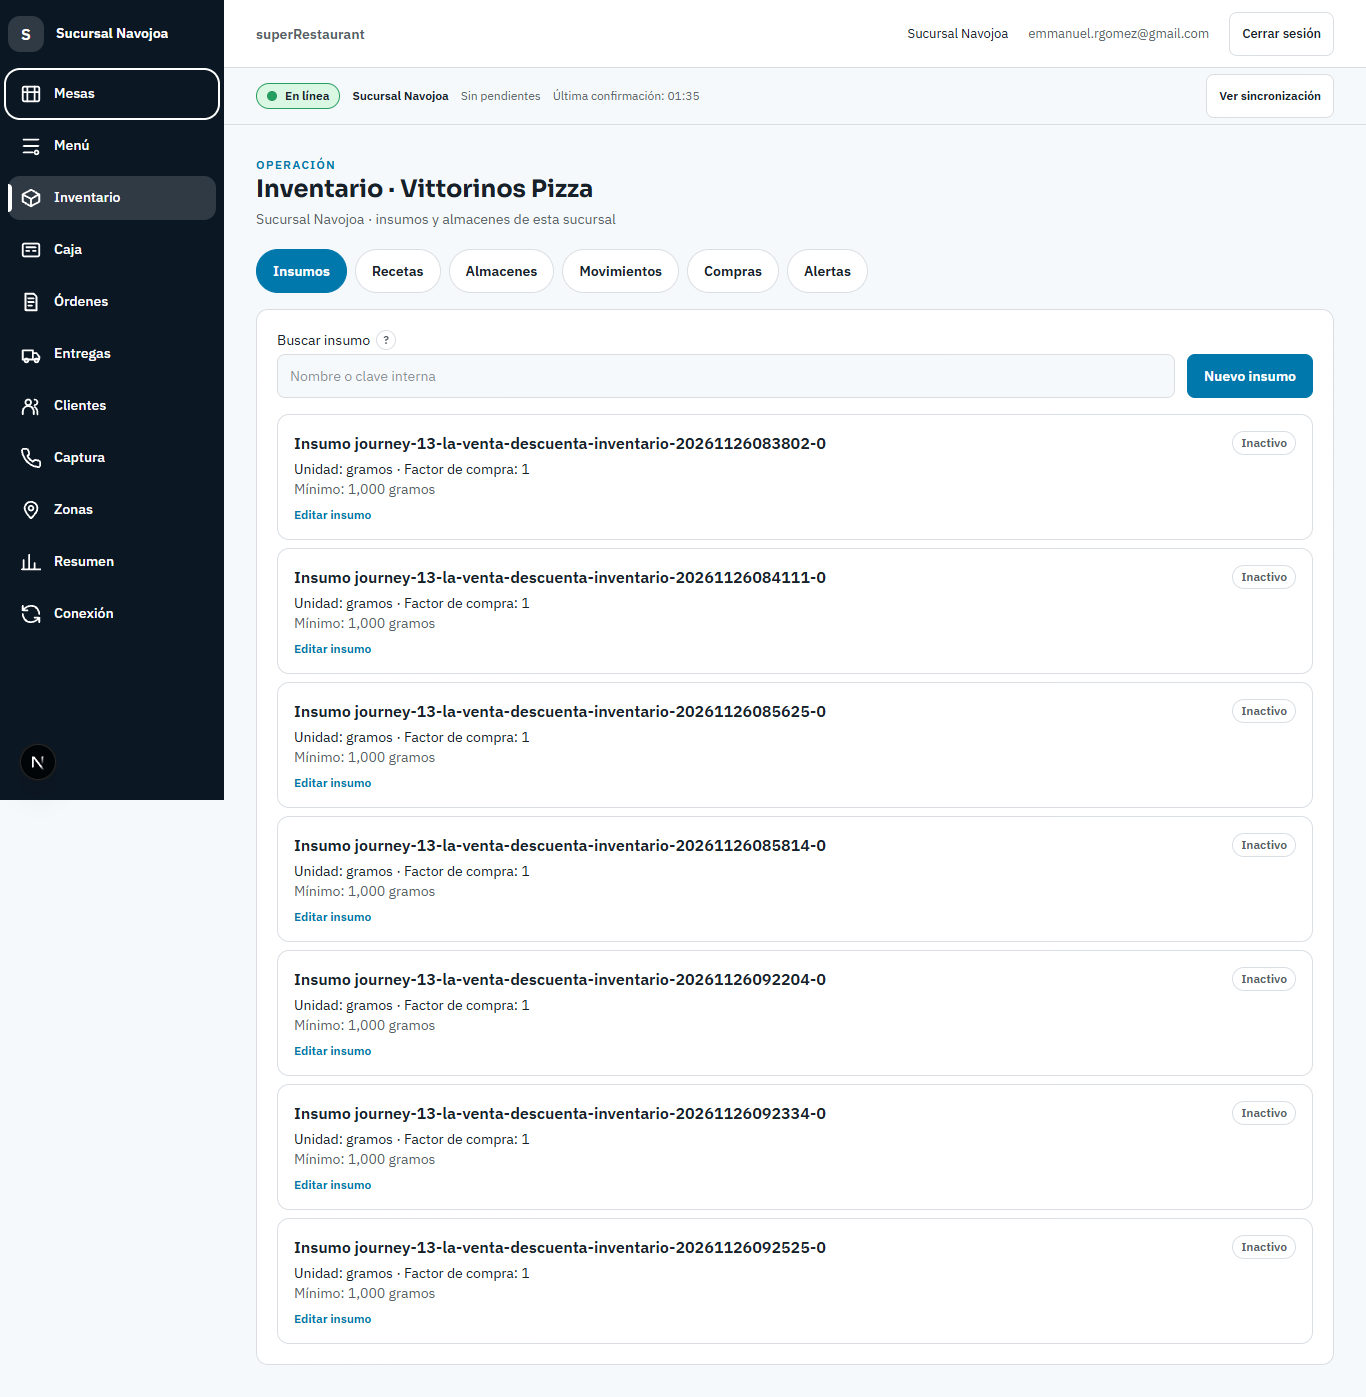 S
Sucursal Navojoa
Mesas
Menú
Inventario
Caja
Órdenes
Entregas
Clientes
Captura
Zonas
Resumen
Conexión
N
superRestaurant
Sucursal Navojoa
emmanuel.rgomez@gmail.com
Cerrar sesión
En línea
Sucursal Navojoa
Sin pendientes
Última confirmación: 01:35
Ver sincronización
OPERACIÓN
Inventario · Vittorinos Pizza
Sucursal Navojoa · insumos y almacenes de esta sucursal
Insumos
Recetas
Almacenes
Movimientos
Compras
Alertas
Buscar insumo ?
Nombre o clave interna
Nuevo insumo
Insumo journey-13-la-venta-descuenta-inventario-20261126083802-0
Inactivo
Unidad: gramos · Factor de compra: 1
Mínimo: 1,000 gramos
Editar insumo
Insumo journey-13-la-venta-descuenta-inventario-20261126084111-0
Inactivo
Unidad: gramos · Factor de compra: 1
Mínimo: 1,000 gramos
Editar insumo
Insumo journey-13-la-venta-descuenta-inventario-20261126085625-0
Inactivo
Unidad: gramos · Factor de compra: 1
Mínimo: 1,000 gramos
Editar insumo
Insumo journey-13-la-venta-descuenta-inventario-20261126085814-0
Inactivo
Unidad: gramos · Factor de compra: 1
Mínimo: 1,000 gramos
Editar insumo
Insumo journey-13-la-venta-descuenta-inventario-20261126092204-0
Inactivo
Unidad: gramos · Factor de compra: 1
Mínimo: 1,000 gramos
Editar insumo
Insumo journey-13-la-venta-descuenta-inventario-20261126092334-0
Inactivo
Unidad: gramos · Factor de compra: 1
Mínimo: 1,000 gramos
Editar insumo
Insumo journey-13-la-venta-descuenta-inventario-20261126092525-0
Inactivo
Unidad: gramos · Factor de compra: 1
Mínimo: 1,000 gramos
Editar insumo